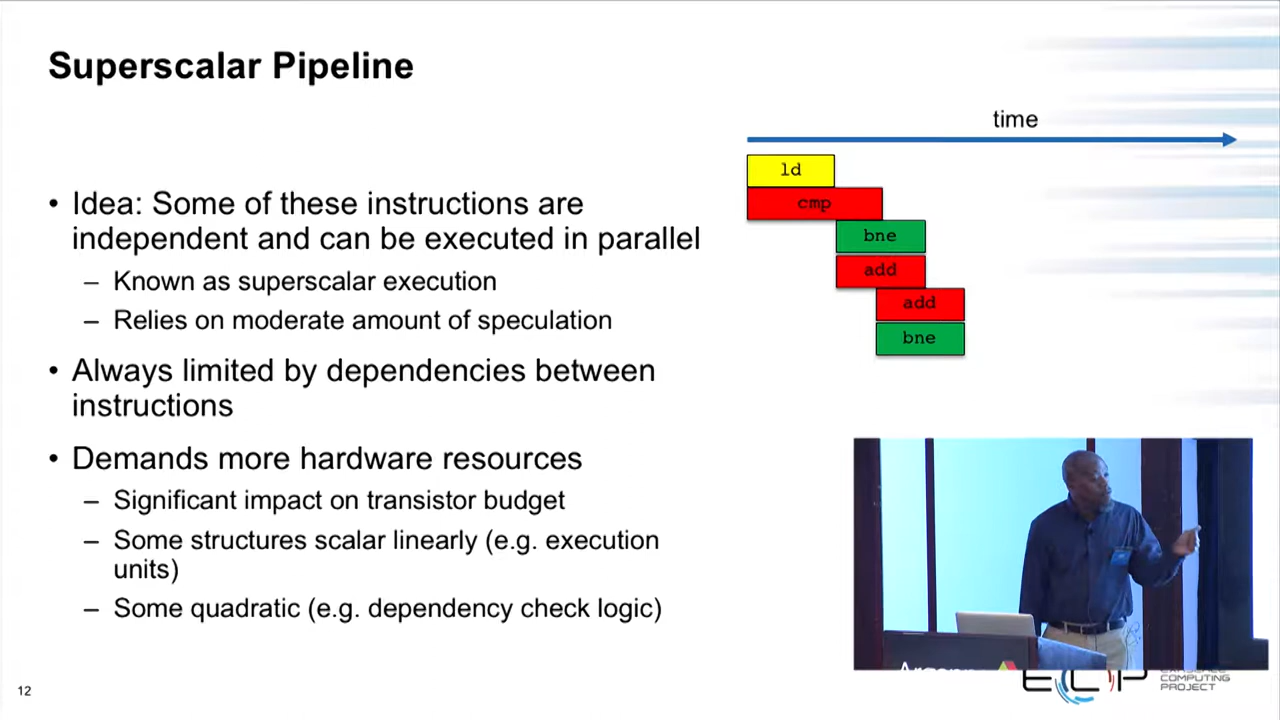 Superscalar Pipeline
• Idea: Some of these instructions are
independent and can be executed in parallel
– Known as superscalar execution
– Relies on moderate amount of speculation
• Always limited by dependencies between
instructions
• Demands more hardware resources
– Significant impact on transistor budget
– Some structures scalar linearly (e.g. execution
units)
– Some quadratic (e.g. dependency check logic)
time
ld
cmp
bne
add
add
bne
COMPUTING
PROJECT
12